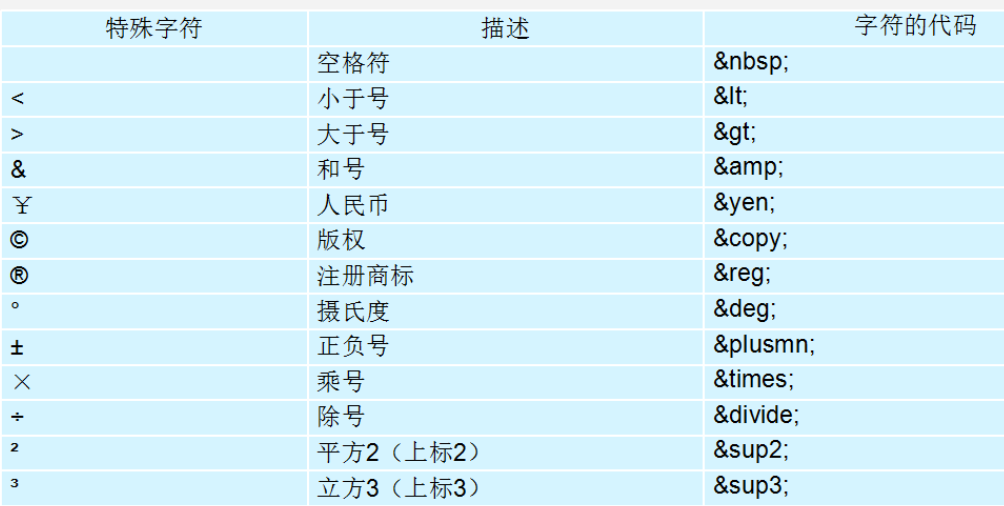 特殊字符 描述 字符的代码
空格符 &nbsp;
< 小于号 &lt;
> 大于号 &gt;
& 和号 &amp;
¥ 人民币 &yen;
© 版权 &copy;
® 注册商标 &reg;
° 摄氏度 &deg;
± 正负号 &plusmn;
× 乘号 &times;
÷ 除号 &divide;
² 平方2（上标2） &sup2;
³ 立方3（上标3） &sup3;